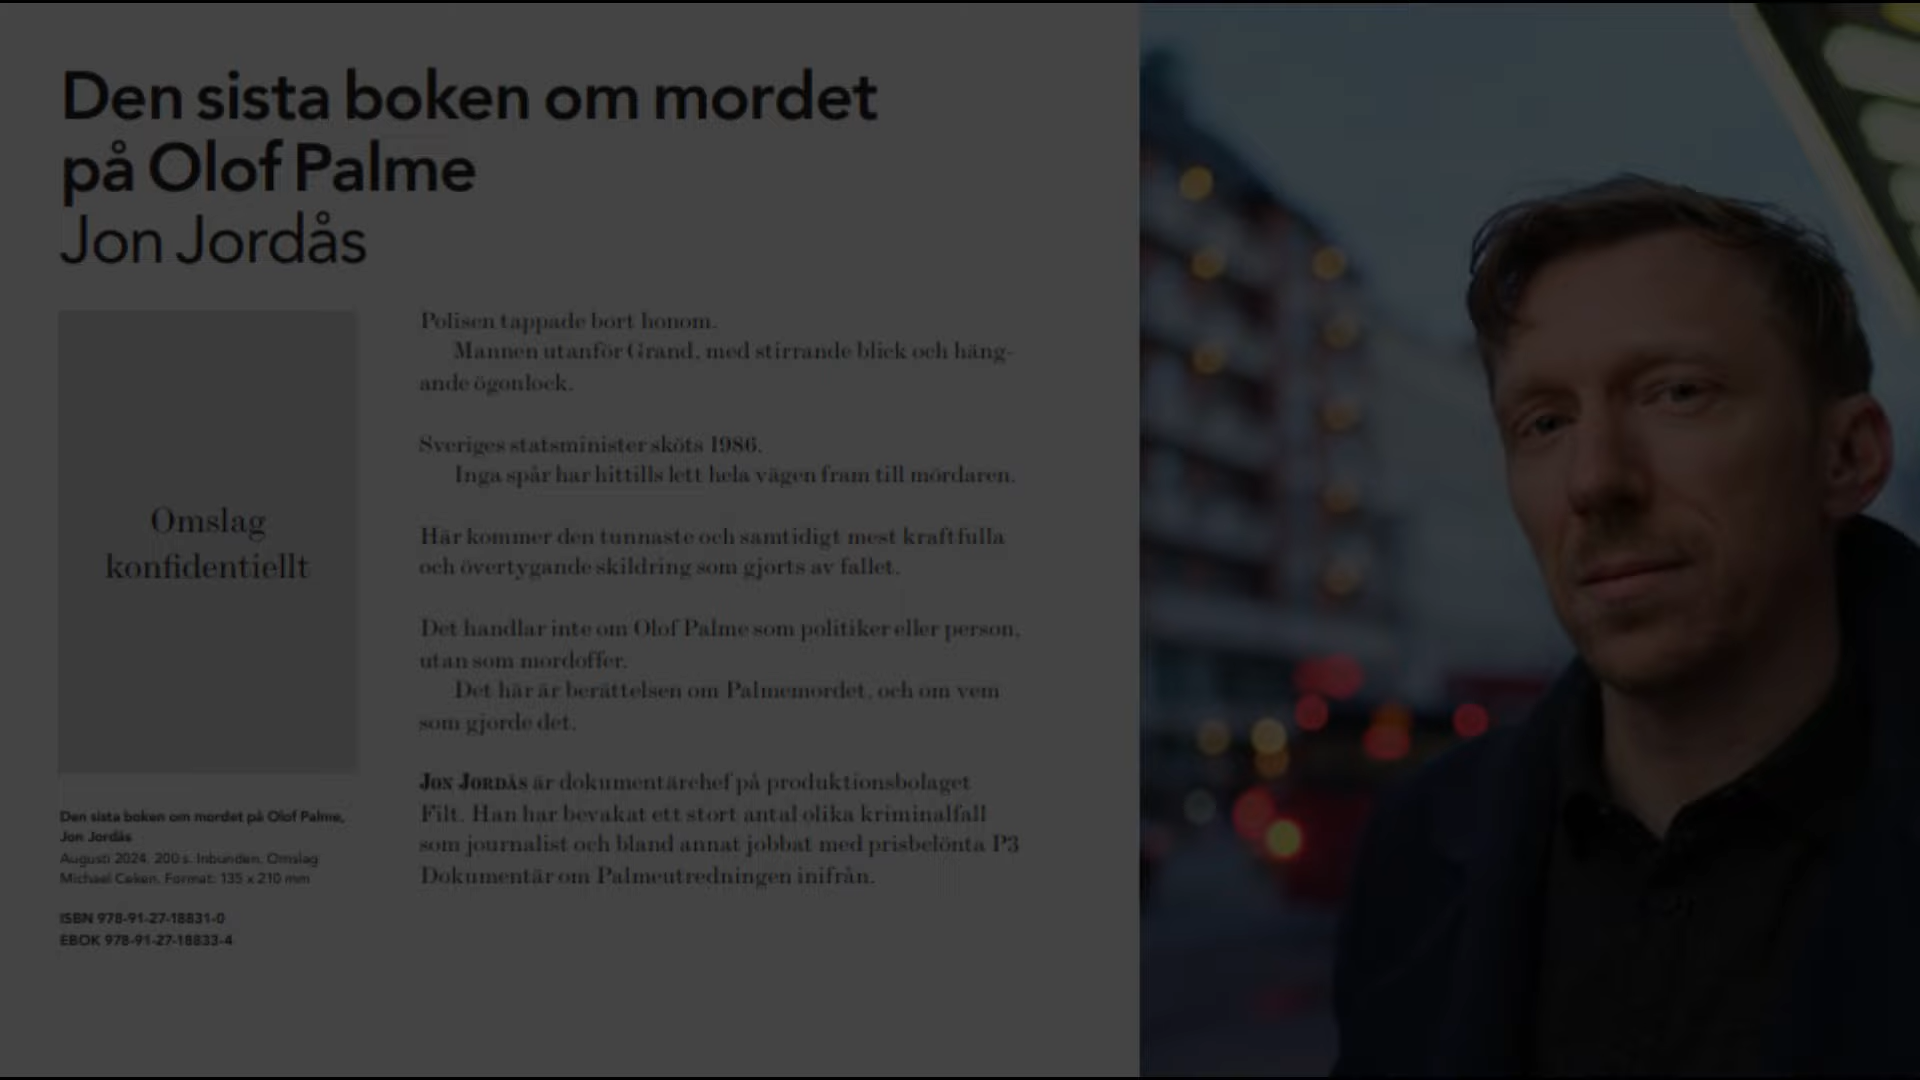 Den sista boken om mordet
på Olof Palme
Jon Jordås
Omslag
konfidentiellt
Den sista boken om mordet på Olof Palme,
Jon Jordås
Augusti 2024. 200 s. Inbunden. Omslag
Michael Ceken. Format: 135 x 210 mm
ISBN 978-91-27-18831-0
EBOK 978-91-27-18833-4
Polisen tappade bort honom.
Mannen utanför Grand, med stirrande blick och häng-
ande ögonlock.
Sveriges statsminister sköts 1986.
Inga spår har hittills lett hela vägen fram till mördaren.
Här kommer den tunnaste och samtidigt mest kraftfulla
och övertygande skildring som gjorts av fallet.
Det handlar inte om Olof Palme som politiker eller person,
utan som mordoffer.
Det här är berättelsen om Palmemordet, och om vem
som gjorde det.
Jon Jordås är dokumentärchef på produktionsbolaget
Filt. Han har bevakat ett stort antal olika kriminalfall
som journalist och bland annat jobbat med prisbelönta P3
Dokumentär om Palmeutredningen inifrån.